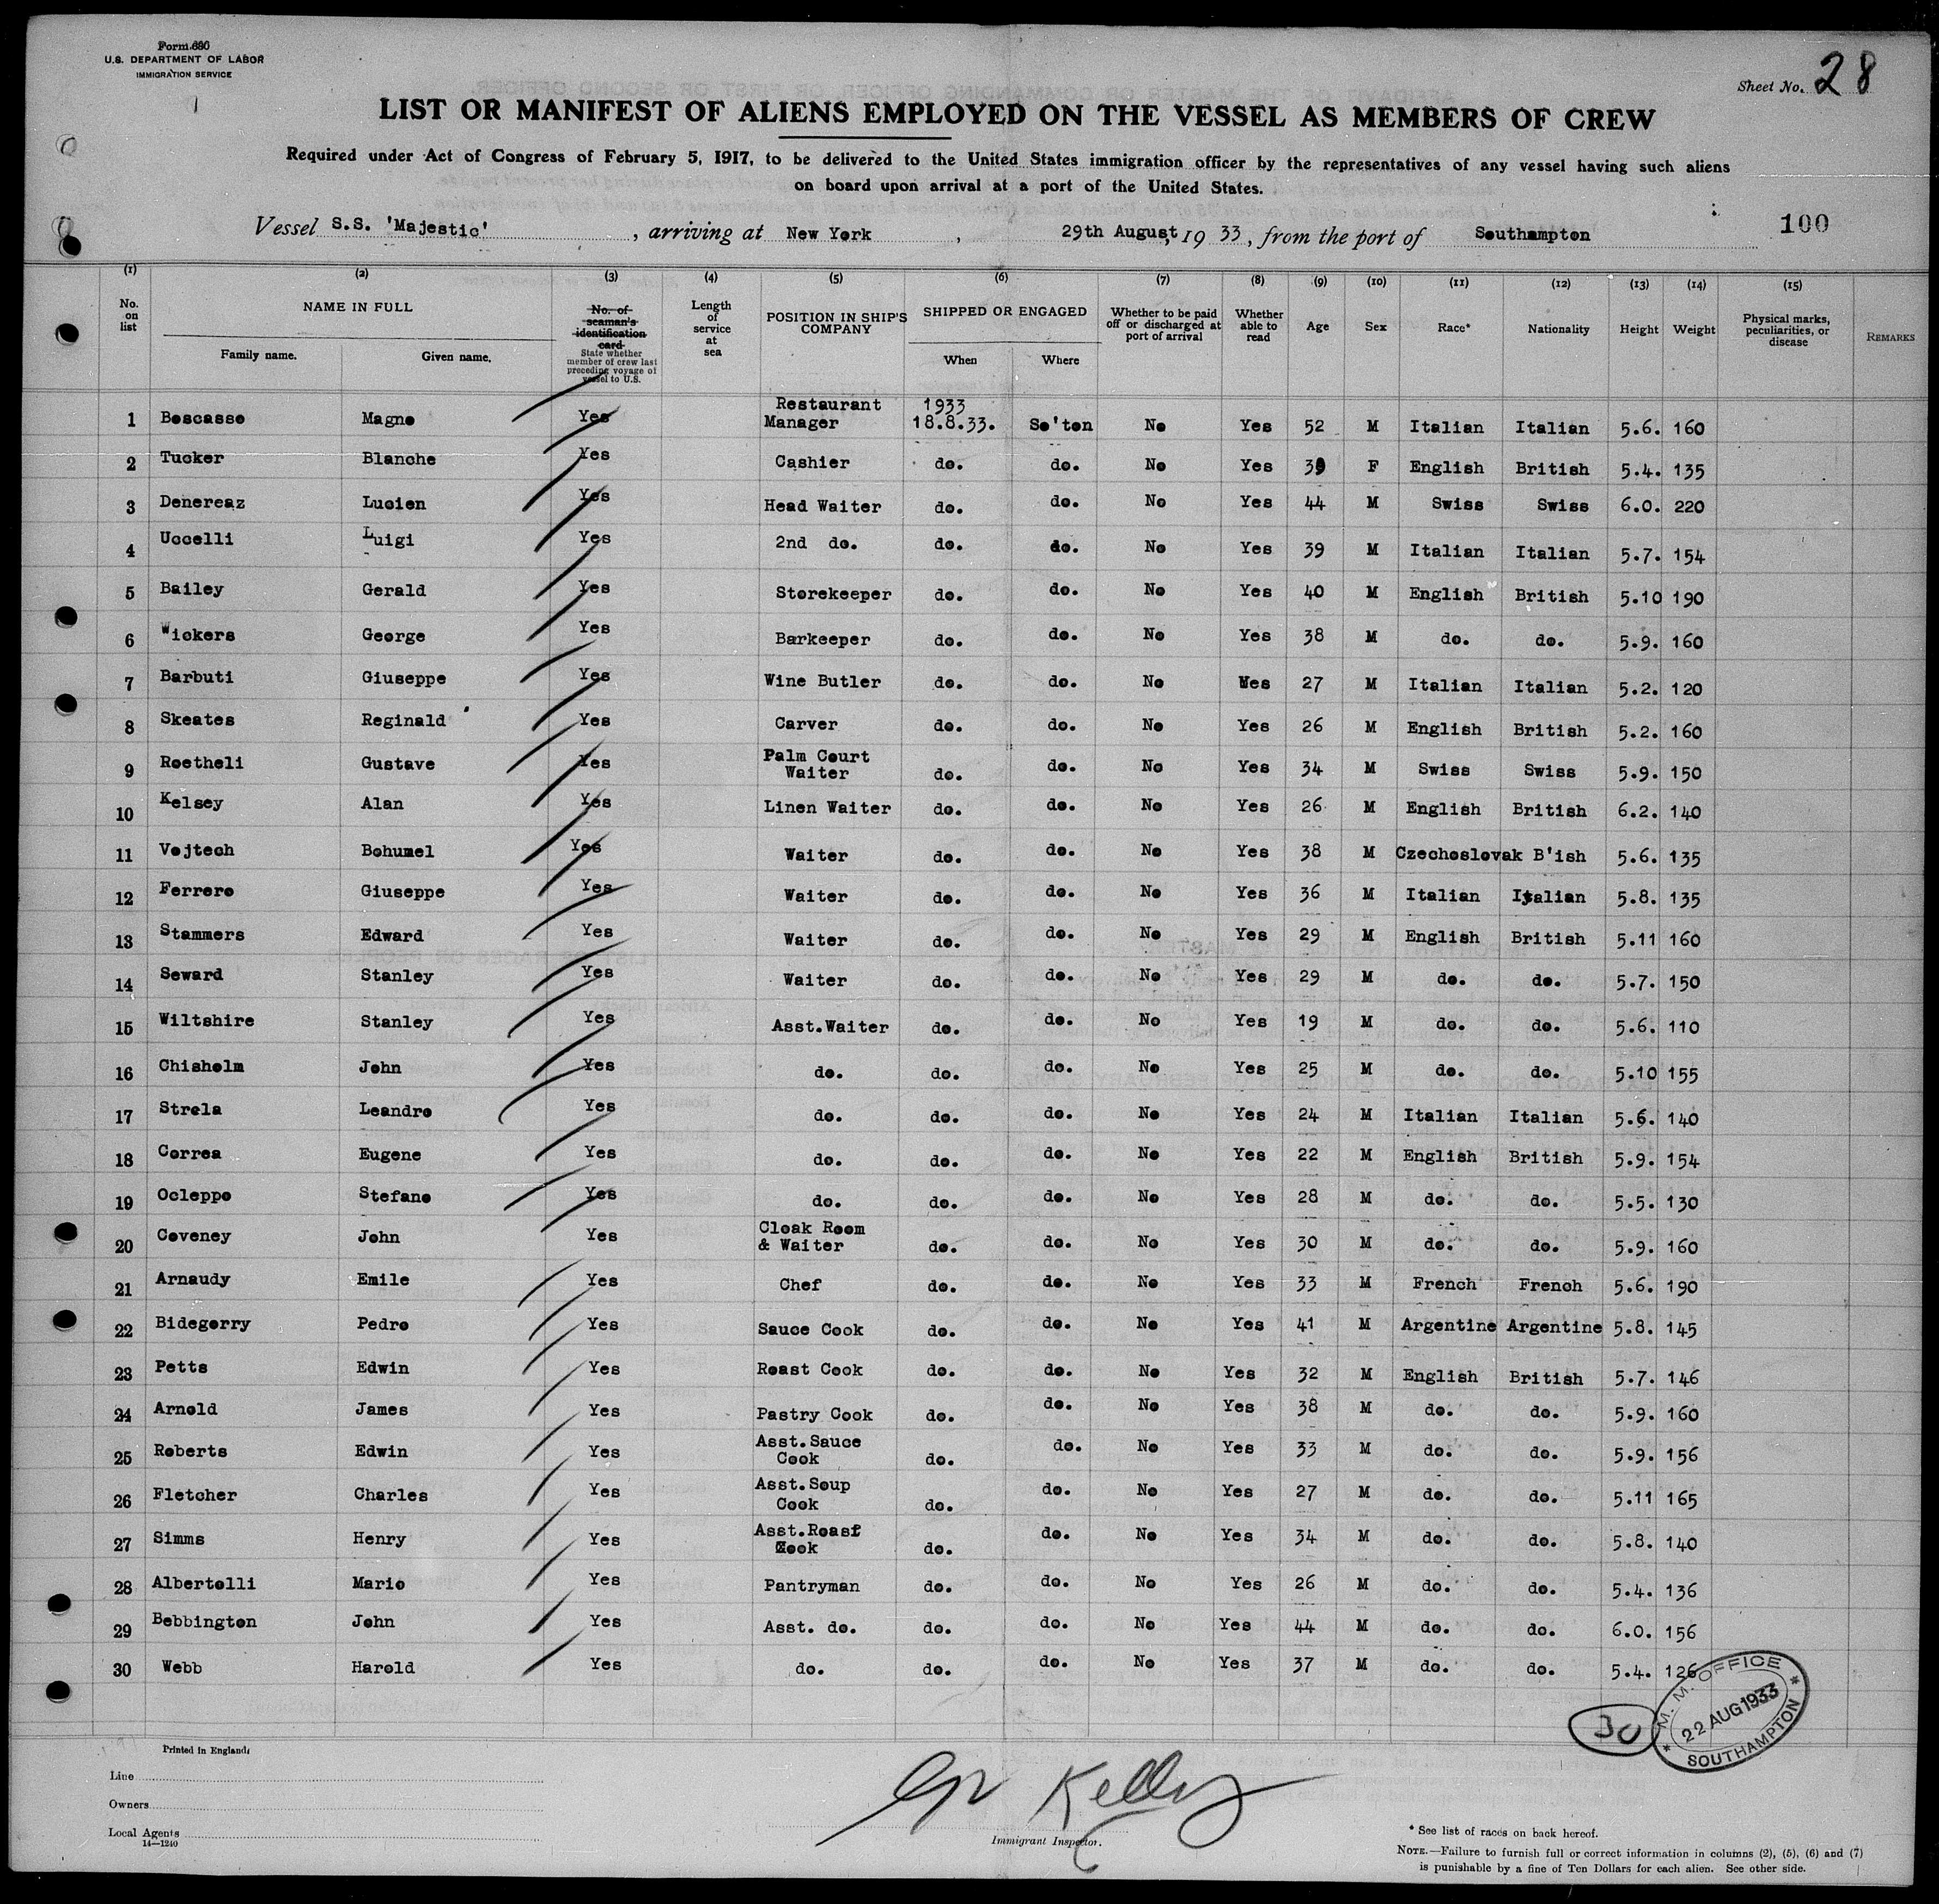 Form 680
U.S. DEPARTMENT OF LABOR
IMMIGRATION SERVICE
Sheet No. 28
LIST OR MANIFEST OF ALIENS EMPLOYED ON THE VESSEL AS MEMBERS OF CREW
Required under Act of Congress of February 5, 1917, to be delivered to the United States immigration officer by the representatives of any vessel having such aliens
on board upon arrival at a port of the United States.
Vessel S.S. 'Majestic', arriving at New York, 29th August, 1933, from the port of Southampton 100
(1) (2) (3) (4) (5) (6) (7) (8) (9) (10) (11) (12) (13) (14) (15)
No. on list NAME IN FULL Family name. Given name. No. of seaman's identification card State whether member of crew last preceding voyage of vessel to U.S. Length of service at sea POSITION IN SHIP'S COMPANY SHIPPED OR ENGAGED When Where Whether to be paid off or discharged at port of arrival Whether able to read Age Sex Race* Nationality Height Weight Physical marks, peculiarities, or disease REMARKS
1 Boscasso Magno Yes Restaurant Manager 1933 18.8.33. So'ton No Yes 52 M Italian Italian 5.6. 160
2 Tucker Blanche Yes Cashier do. do. No Yes 39 F English British 5.4. 135
3 Denereaz Lucien Yes Head Waiter do. do. No Yes 44 M Swiss Swiss 6.0. 220
4 Uccelli Luigi Yes 2nd do. do. do. No Yes 39 M Italian Italian 5.7. 154
5 Bailey Gerald Yes Storekeeper do. do. No Yes 40 M English British 5.10 190
6 Wickers George Yes Barkeeper do. do. No Yes 38 M do. do. 5.9. 160
7 Barbuti Giuseppe Yes Wine Butler do. do. No Wes 27 M Italian Italian 5.2. 120
8 Skeates Reginald Yes Carver do. do. No Yes 26 M English British 5.2. 160
9 Roetheli Gustave Yes Palm Court Waiter do. do. No Yes 34 M Swiss Swiss 5.9. 150
10 Kelsey Alan Yes Linen Waiter do. do. No Yes 26 M English British 6.2. 140
11 Vojtech Bohumel Yes Waiter do. do. No Yes 38 M Czechoslovak B'ish 5.6. 135
12 Ferrero Giuseppe Yes Waiter do. do. No Yes 36 M Italian Italian 5.8. 135
13 Stammers Edward Yes Waiter do. do. No Yes 29 M English British 5.11 160
14 Seward Stanley Yes Waiter do. do. No Yes 29 M do. do. 5.7. 150
15 Wiltshire Stanley Yes Asst.Waiter do. do. No Yes 19 M do. do. 5.6. 110
16 Chisholm John Yes do. do. do. No Yes 25 M do. do. 5.10 155
17 Strela Leandro Yes do. do. do. No Yes 24 M Italian Italian 5.6. 140
18 Correa Eugene Yes do. do. do. No Yes 22 M English British 5.9. 154
19 Ocleppo Stefano Yes do. do. do. No Yes 28 M do. do. 5.5. 130
20 Coveney John Yes Cloak Room & Waiter do. do. No Yes 30 M do. do. 5.9. 160
21 Arnaudy Emile Yes Chef do. do. No Yes 33 M French French 5.6. 190
22 Bidegorry Pedro Yes Sauce Cook do. do. No Yes 41 M Argentine Argentine 5.8. 145
23 Petts Edwin Yes Roast Cook do. do. No Yes 32 M English British 5.7. 146
24 Arnold James Yes Pastry Cook do. do. No Yes 38 M do. do. 5.9. 160
25 Roberts Edwin Yes Asst.Sauce Cook do. do. No Yes 33 M do. do. 5.9. 156
26 Fletcher Charles Yes Asst.Soup Cook do. do. No Yes 27 M do. do. 5.11 165
27 Simms Henry Yes Asst.Roast Cook do. do. No Yes 34 M do. do. 5.8. 140
28 Albertolli Mario Yes Pantryman do. do. No Yes 26 M do. do. 5.4. 136
29 Bebbington John Yes Asst. do. do. do. No Yes 44 M do. do. 6.0. 156
30 Webb Harold Yes do. do. do. No Yes 37 M do. do. 5.4. 126
30
M. M. OFFICE
22 AUG 1933
SOUTHAMPTON
Printed in England
Line
Owners
Local Agents
14—1240
Kelly
Immigrant Inspector.
* See list of races on back hereof.
NOTE.—Failure to furnish full or correct information in columns (2), (5), (6) and (7)
is punishable by a fine of Ten Dollars for each alien. See other side.